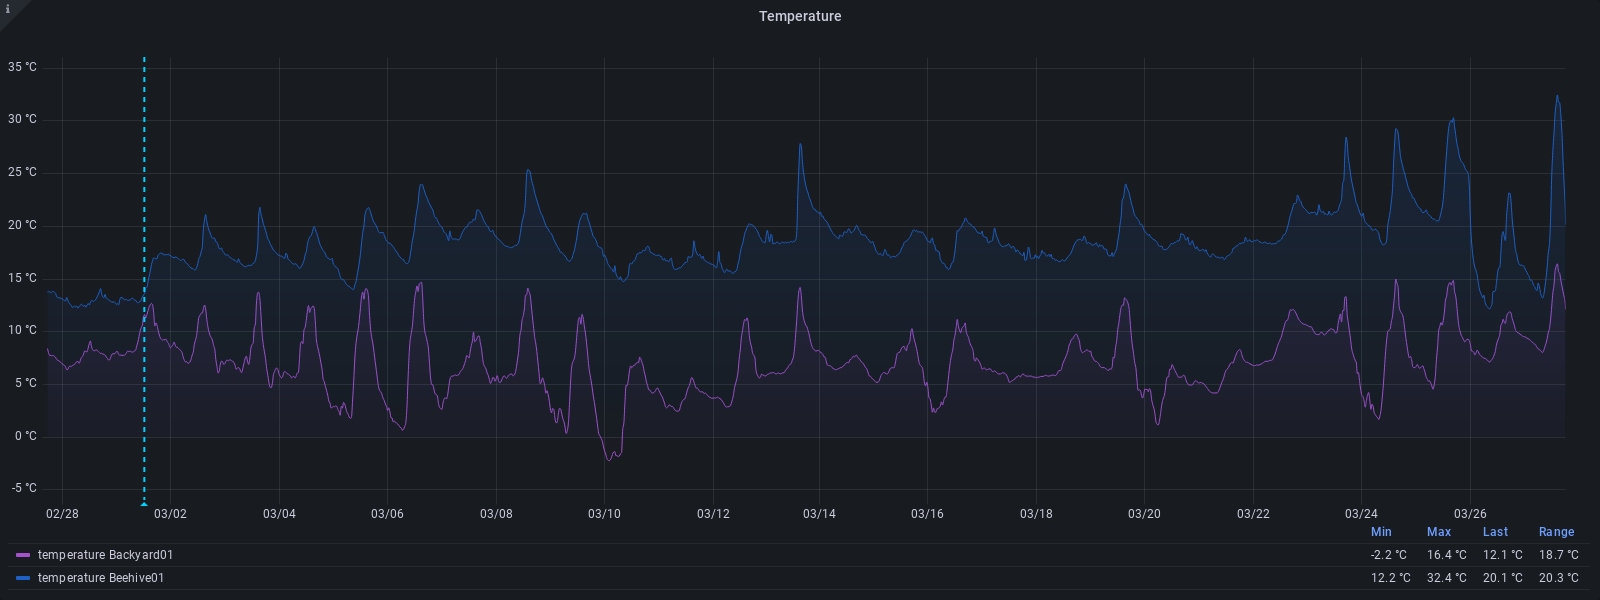 i
Temperature
35 °C
30 °C
25 °C
20 °C
15 °C
10 °C
5 °C
0 °C
-5 °C
02/28 03/02 03/04 03/06 03/08 03/10 03/12 03/14 03/16 03/18 03/20 03/22 03/24 03/26
Min Max Last Range
temperature Backyard01 -2.2 °C 16.4 °C 12.1 °C 18.7 °C
temperature Beehive01 12.2 °C 32.4 °C 20.1 °C 20.3 °C